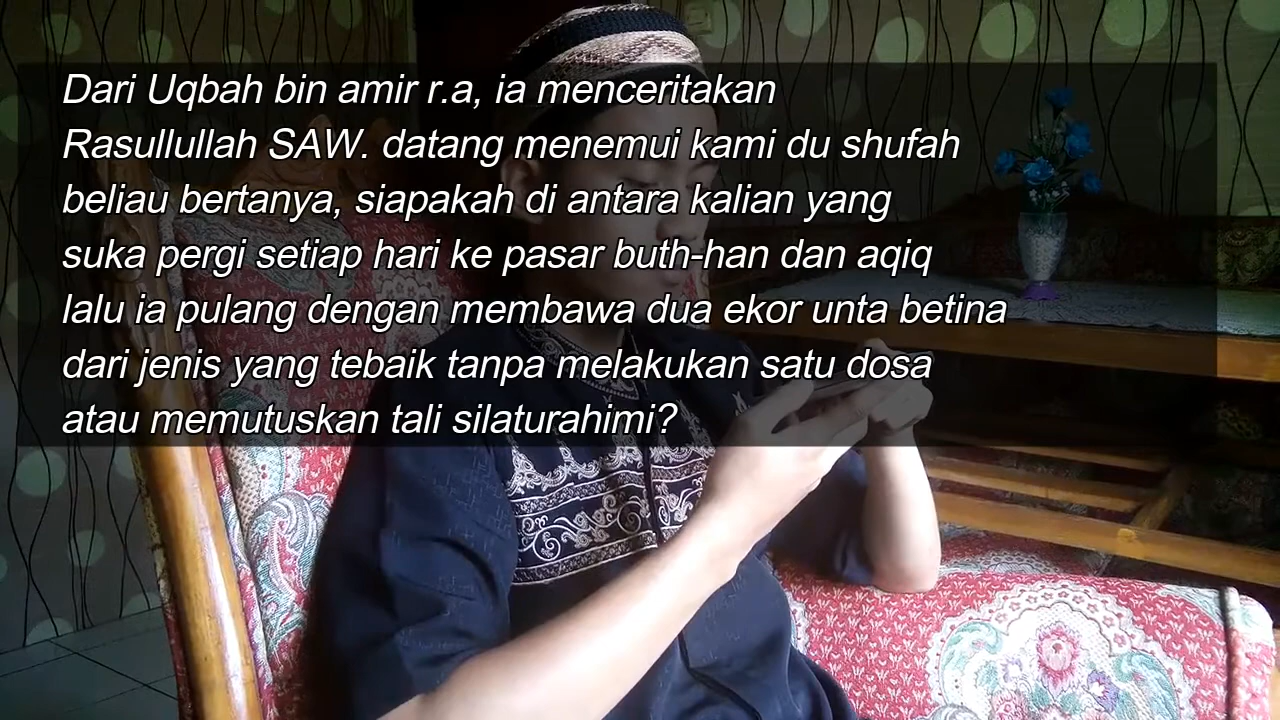 Dari Uqbah bin amir r.a, ia menceritakan
Rasullullah SAW. datang menemui kami du shufah
beliau bertanya, siapakah di antara kalian yang
suka pergi setiap hari ke pasar buth-han dan aqiq
lalu ia pulang dengan membawa dua ekor unta betina
dari jenis yang tebaik tanpa melakukan satu dosa
atau memutuskan tali silaturahimi?